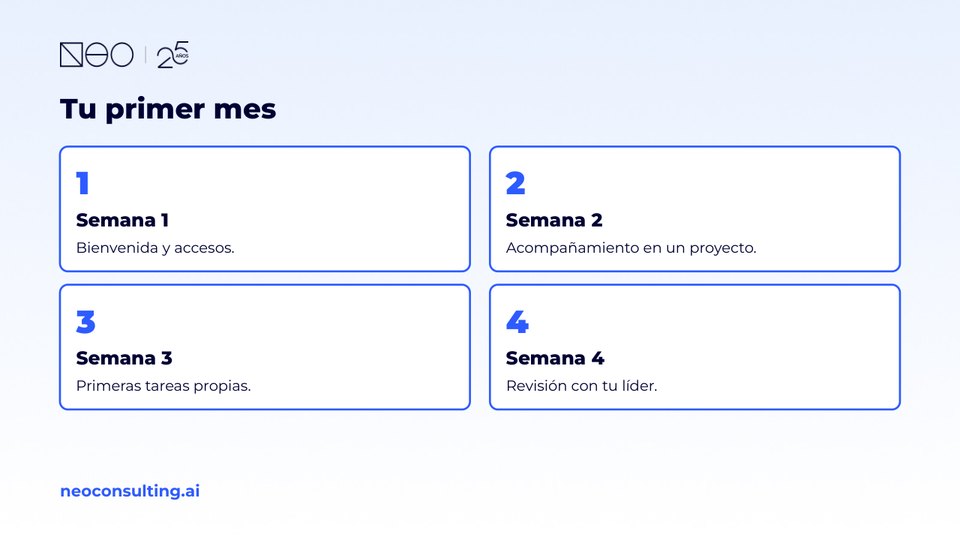 NEO | 25 AÑOS
Tu primer mes
1
Semana 1
Bienvenida y accesos.
2
Semana 2
Acompañamiento en un proyecto.
3
Semana 3
Primeras tareas propias.
4
Semana 4
Revisión con tu líder.
neoconsulting.ai